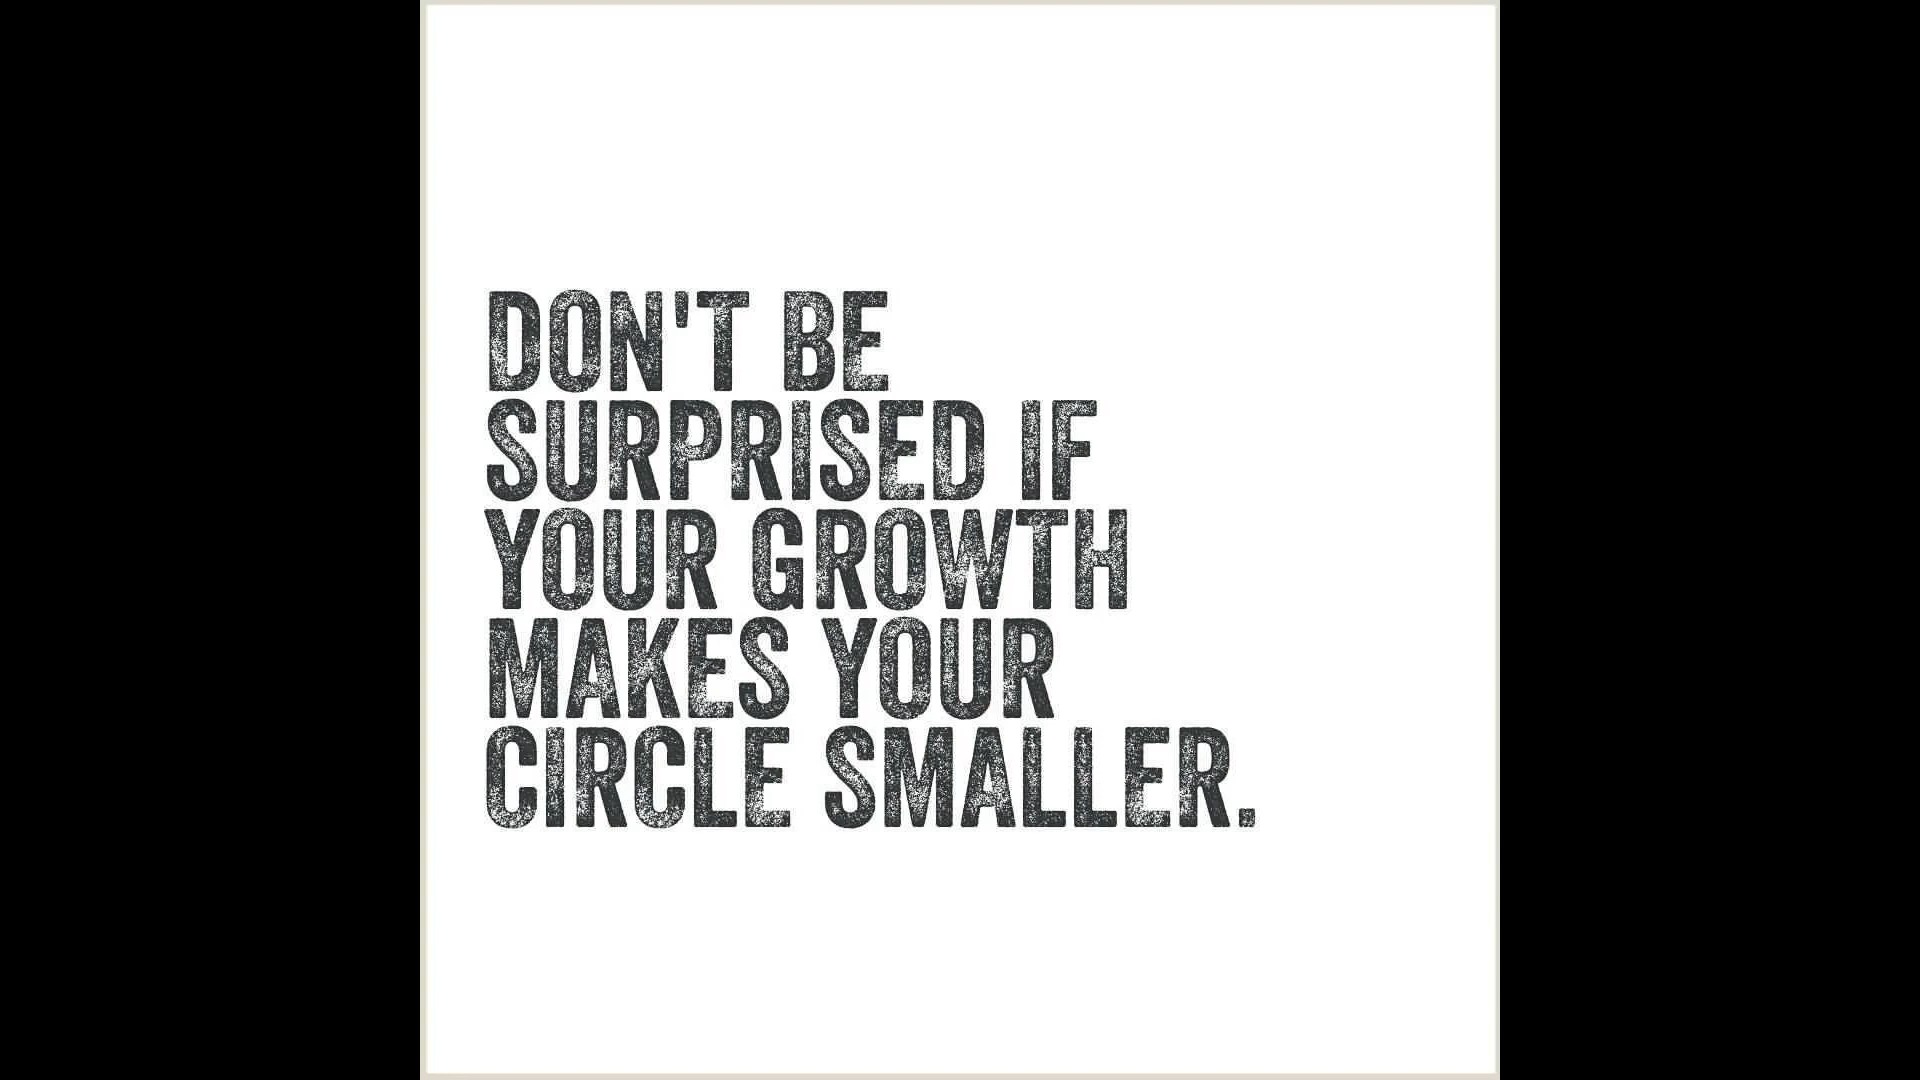 DON'T BE
SURPRISED IF
YOUR GROWTH
MAKES YOUR
CIRCLE SMALLER.